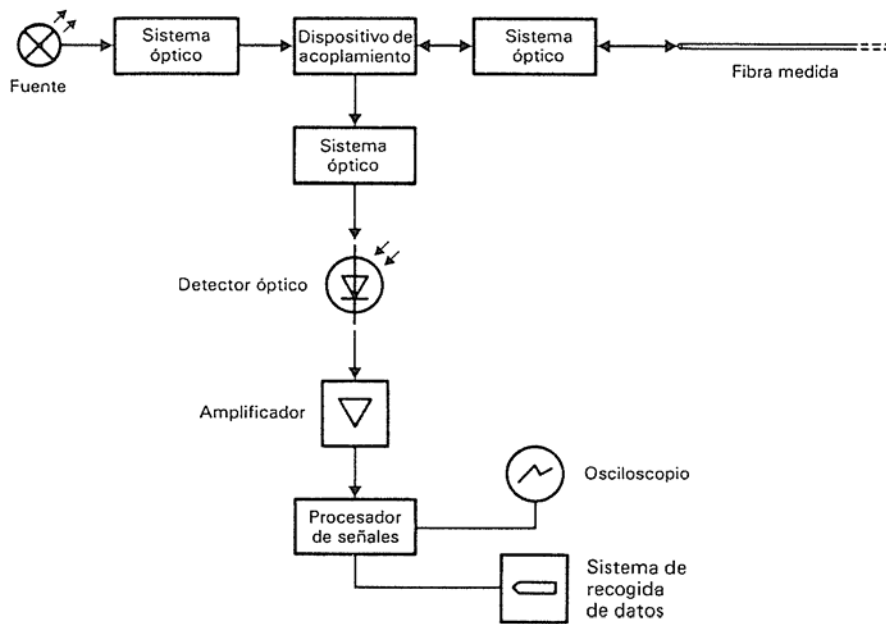 Sistema
óptico
Dispositivo de
acoplamiento
Sistema
óptico
Fuente
Fibra medida
Sistema
óptico
Detector óptico
Amplificador
Osciloscopio
Procesador
de señales
Sistema de
recogida
de datos